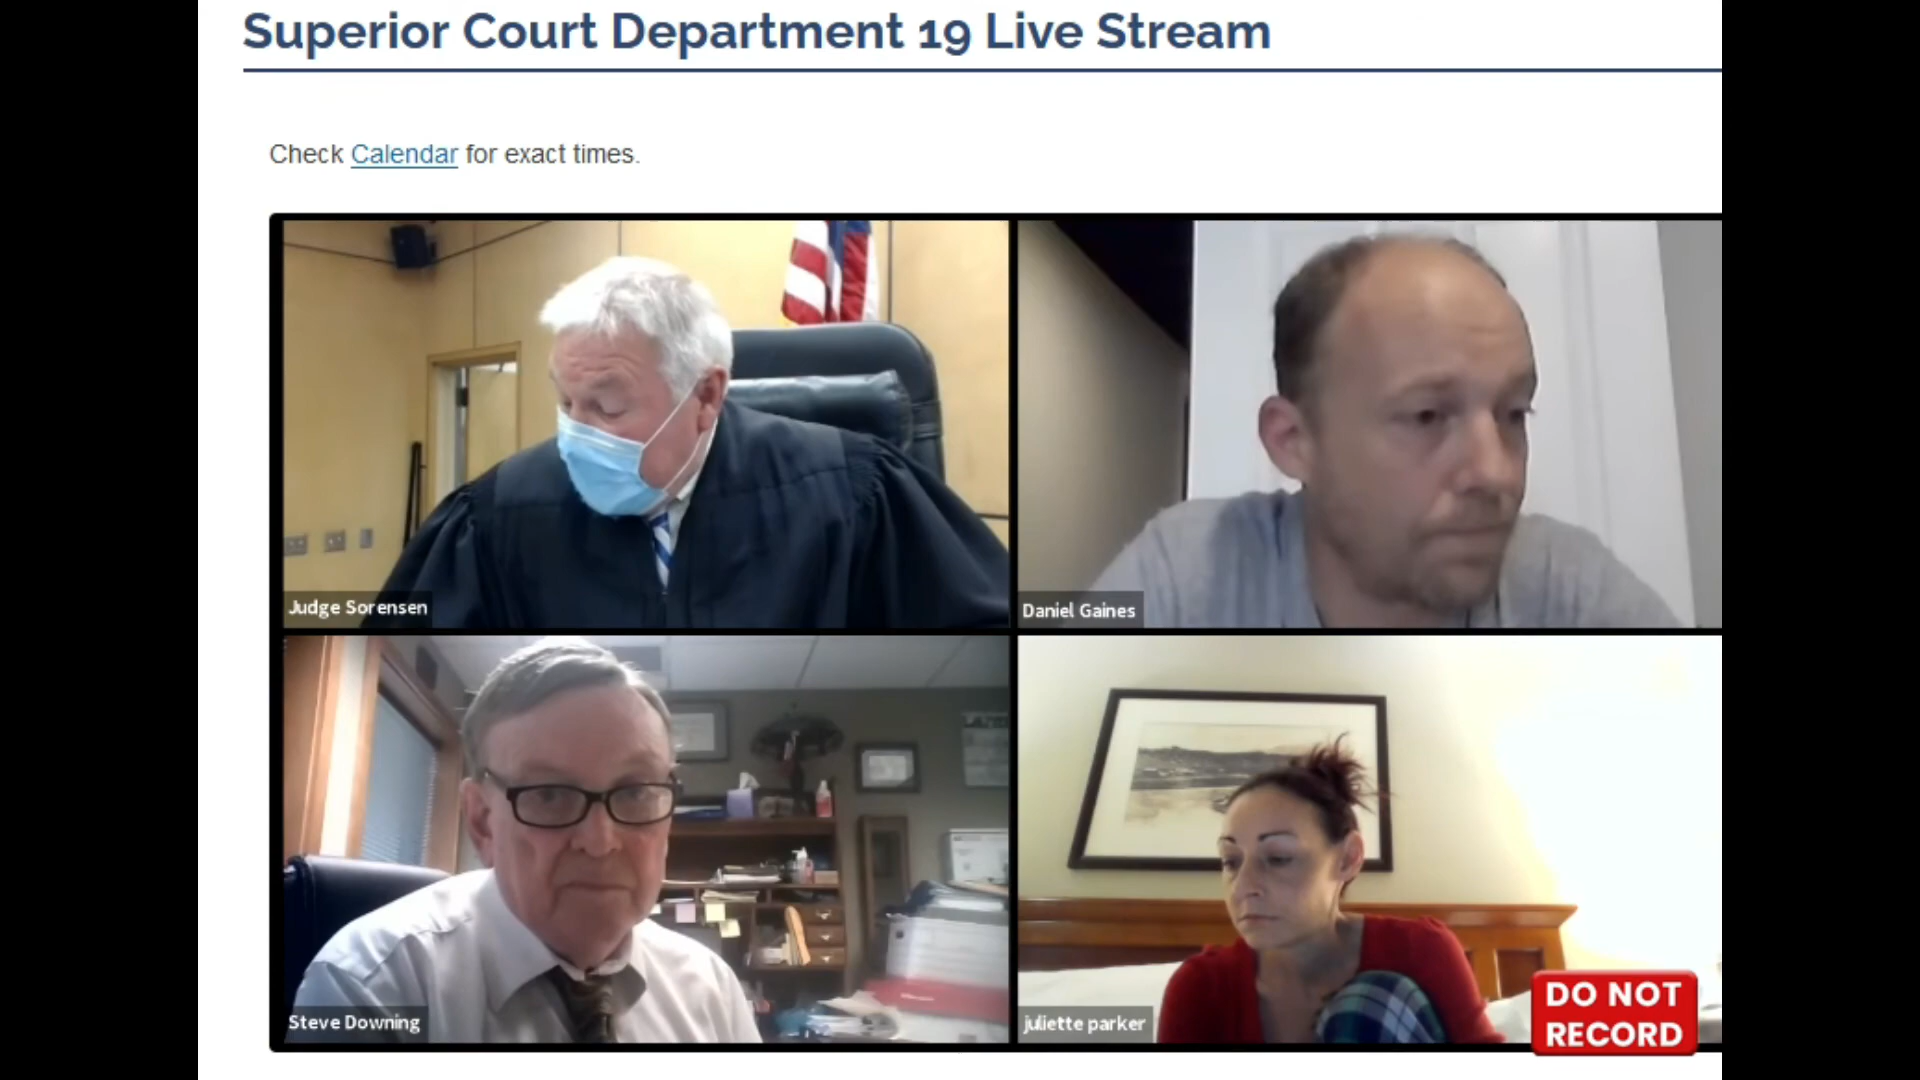 Superior Court Department 19 Live Stream
Check Calendar for exact times.
Judge Sorensen
Daniel Gaines
Steve Downing
juliette parker
DO NOT
RECORD